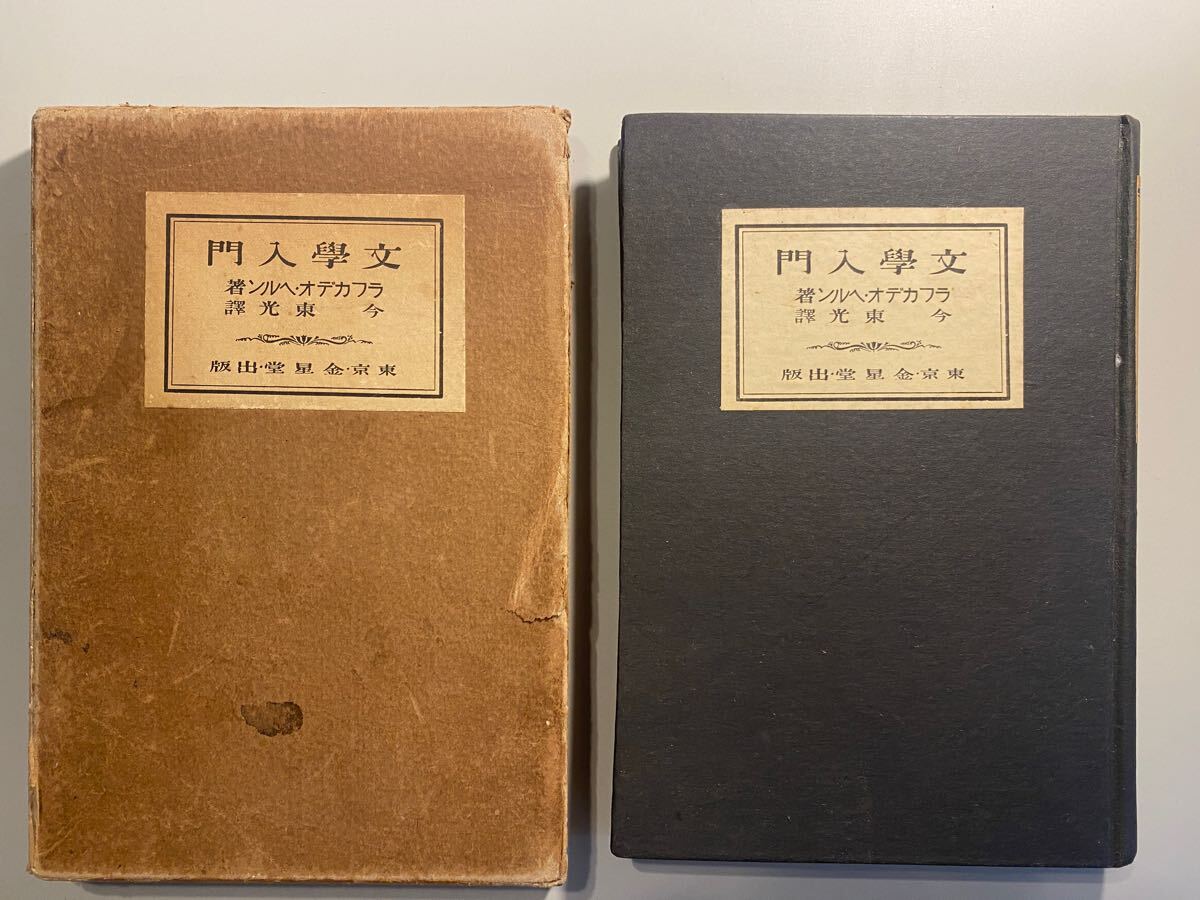 文學入門
ラフカデオ・ヘルン著
今東光譯
東京・金星堂・出版
文學入門
ラフカデオ・ヘルン著
今東光譯
東京・金星堂・出版